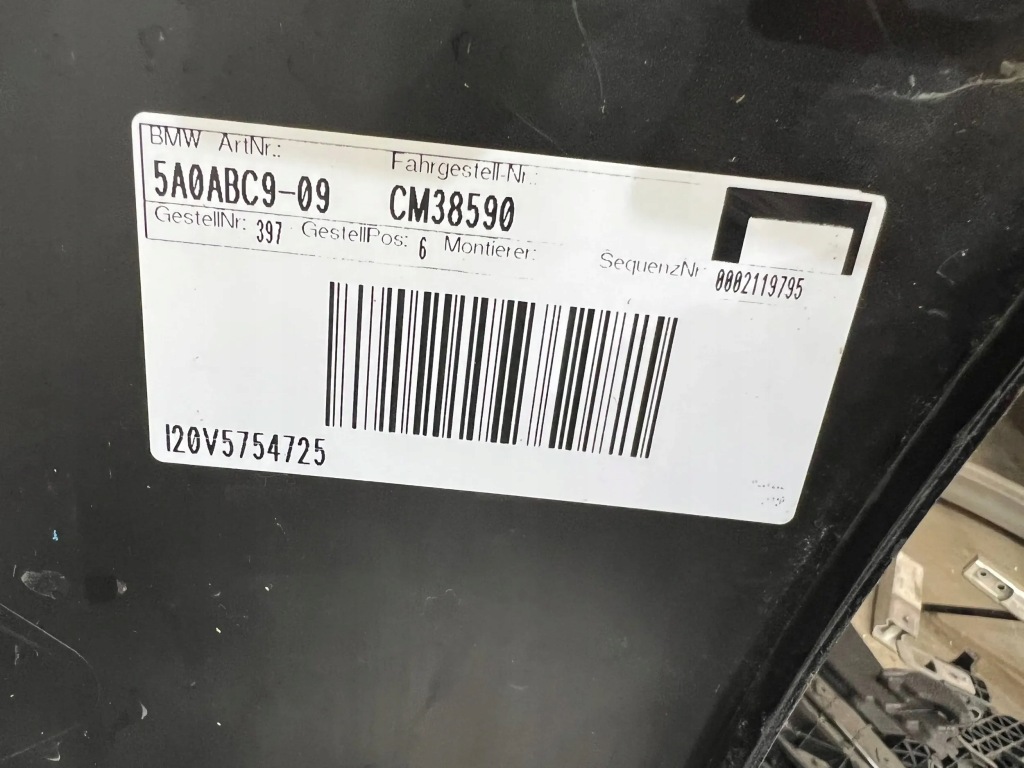 BMW ArtNr.: Fahrgestell-Nr.:
5A0ABC9-09 CM38590
GestellNr: 397 GestellPos: 6 Montierer: SequenzNr: 0002119795
I20V5754725